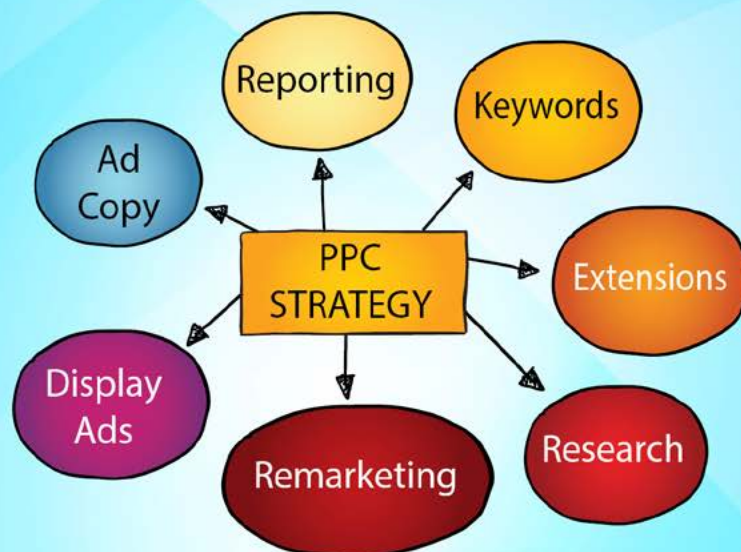 Reporting
Keywords
Ad
Copy
PPC
STRATEGY
Extensions
Display
Ads
Remarketing
Research